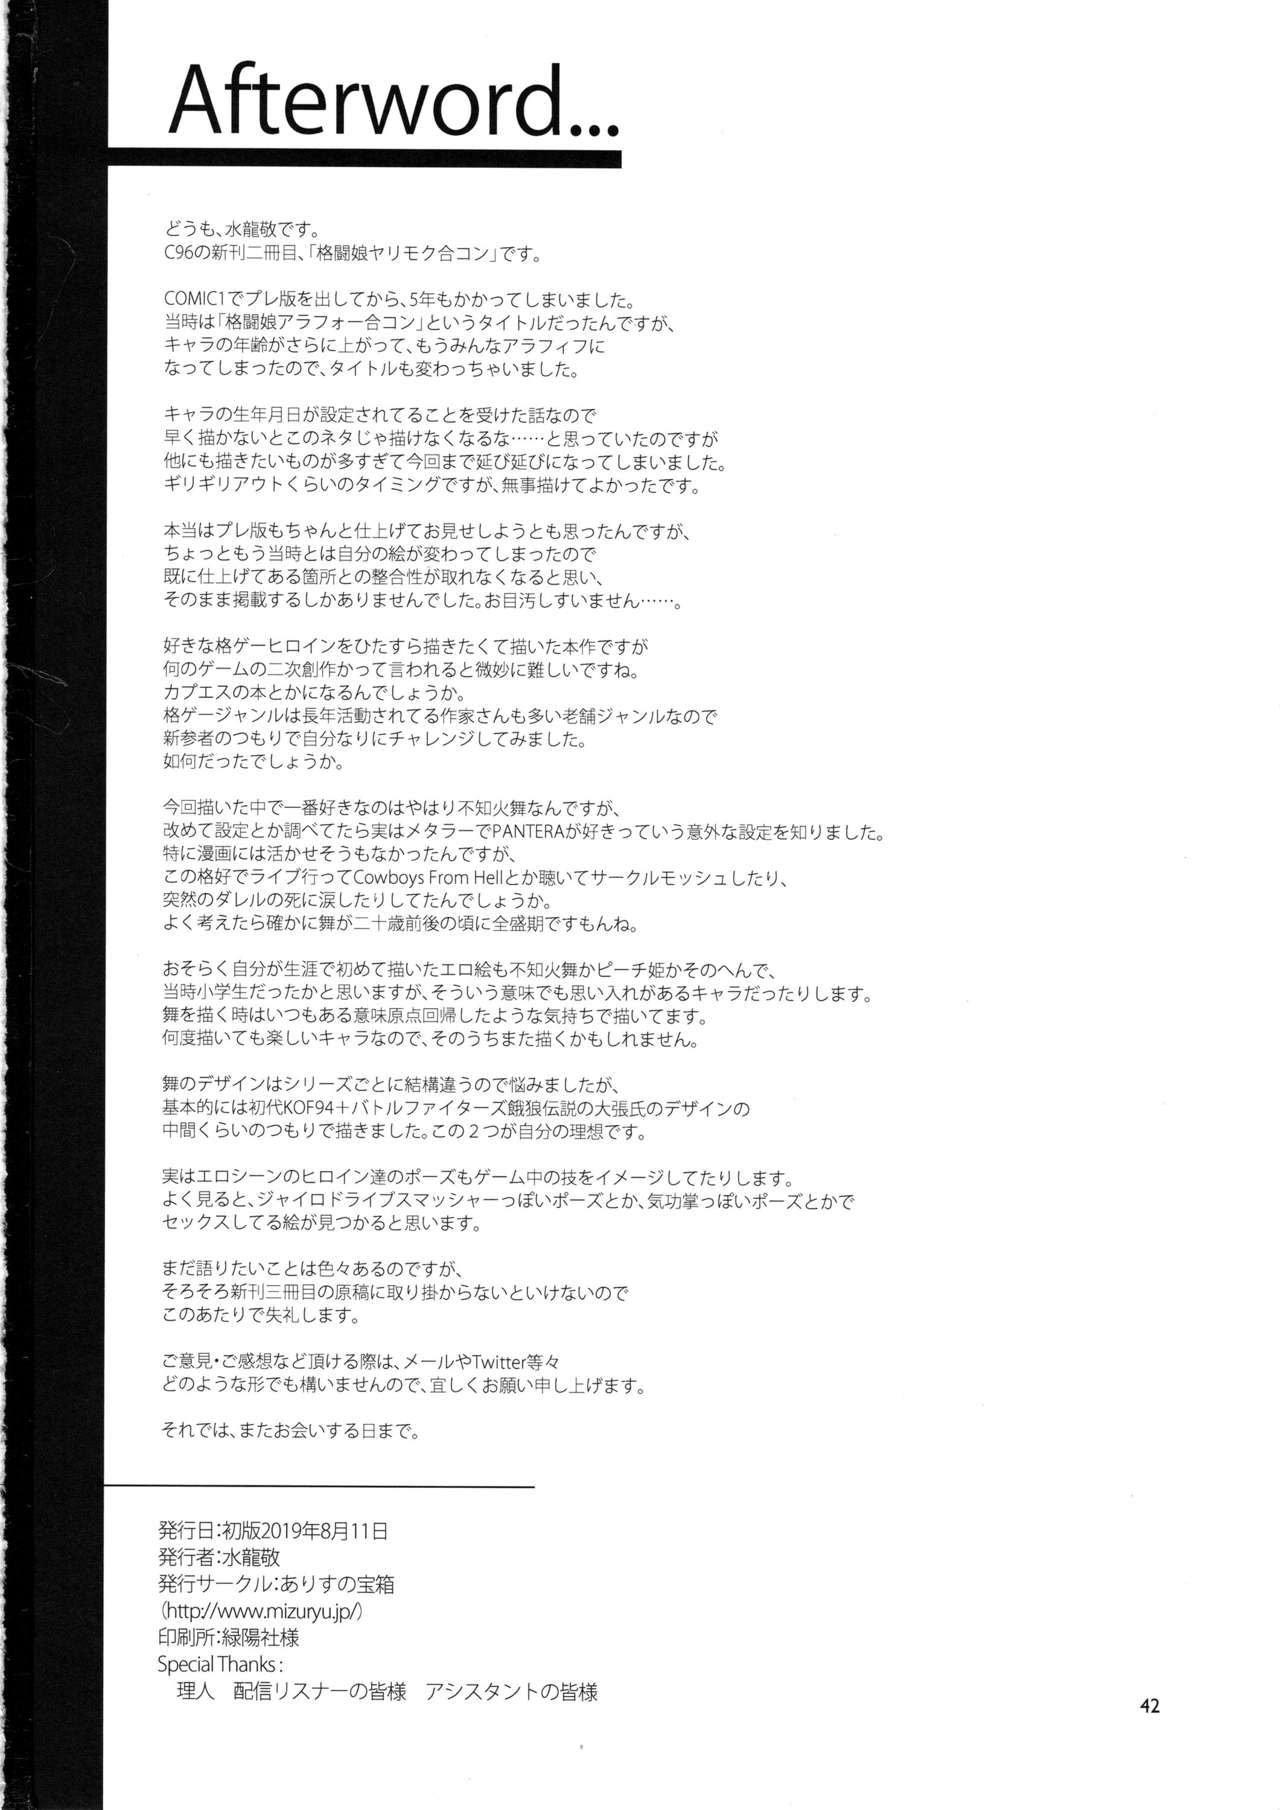 Afterword...
どうも、水龍敬です。
C96の新刊二冊目、「格闘娘ヤリモク合コン」です。
COMIC1でプレ版を出してから、5年もかかってしまいました。
当時は「格闘娘アラフォー合コン」というタイトルだったんですが、
キャラの年齢がさらに上がって、もうみんなアラフィフに
なってしまったので、タイトルも変わっちゃいました。
キャラの生年月日が設定されてることを受けた話なので
早く描かないとこのネタじゃ描けなくなるな……と思っていたのですが
他にも描きたいものが多すぎて今回まで延び延びになってしまいました。
ギリギリアウトくらいのタイミングですが、無事描けてよかったです。
本当はプレ版もちゃんと仕上げてお見せしようとも思ったんですが、
ちょっともう当時とは自分の絵が変わってしまったので
既に仕上げてある箇所との整合性が取れなくなると思い、
そのまま掲載するしかありませんでした。お目汚しすいません……。
好きな格ゲーヒロインをひたすら描きたくて描いた本作ですが
何のゲームの二次創作かって言われると微妙に難しいですね。
カプエスの本とかになるんでしょうか。
格ゲージャンルは長年活動されてる作家さんも多い老舗ジャンルなので
新参者のつもりで自分なりにチャレンジしてみました。
如何だったでしょうか。
今回描いた中で一番好きなのはやはり不知火舞なんですが、
改めて設定とか調べてたら実はメタラーでPANTERAが好きっていう意外な設定を知りました。
特に漫画には活かせそうもなかったんですが、
この格好でライブ行ってCowboys From Hellとか聴いてサークルモッシュしたり、
突然のダレルの死に涙したりしてたんでしょうか。
よく考えたら確かに舞が二十歳前後の頃に全盛期ですもんね。
おそらく自分が生涯で初めて描いたエロ絵も不知火舞かピーチ姫かそのへんで、
当時小学生だったかと思いますが、そういう意味でも思い入れがあるキャラだったりします。
舞を描く時はいつもある意味原点回帰したような気持ちで描いてます。
何度描いても楽しいキャラなので、そのうちまた描くかもしれません。
舞のデザインはシリーズごとに結構違うので悩みましたが、
基本的には初代KOF94＋バトルファイターズ餓狼伝説の大張氏のデザインの
中間くらいのつもりで描きました。この２つが自分の理想です。
実はエロシーンのヒロイン達のポーズもゲーム中の技をイメージしてたりします。
よく見ると、ジャイロドライブスマッシャーっぽいポーズとか、気功掌っぽいポーズとかで
セックスしてる絵が見つかると思います。
まだ語りたいことは色々あるのですが、
そろそろ新刊三冊目の原稿に取り掛からないといけないので
このあたりで失礼します。
ご意見・ご感想など頂ける際は、メールやTwitter等々
どのような形でも構いませんので、宜しくお願い申し上げます。
それでは、またお会いする日まで。
発行日：初版2019年8月11日
発行者：水龍敬
発行サークル：ありすの宝箱
（http://www.mizuryu.jp/）
印刷所：緑陽社様
Special Thanks：
理人　配信リスナーの皆様　アシスタントの皆様
42